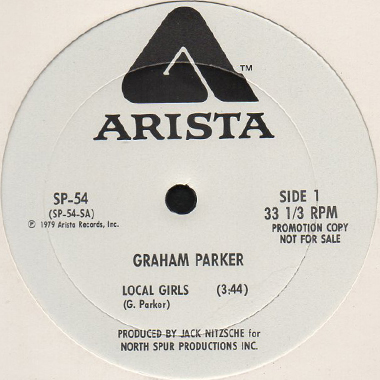 ™
ARISTA
SP-54
(SP-54-SA)
℗ 1979 Arista Records, Inc.
SIDE 1
33 1/3 RPM
PROMOTION COPY
NOT FOR SALE
GRAHAM PARKER
LOCAL GIRLS (3:44)
(G. Parker)
PRODUCED BY JACK NITZSCHE for
NORTH SPUR PRODUCTIONS INC.